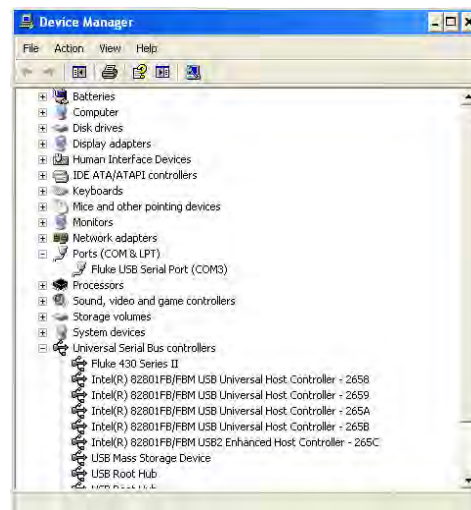 Device Manager
File Action View Help
Batteries
Computer
Disk drives
Display adapters
Human Interface Devices
IDE ATA/ATAPI controllers
Keyboards
Mice and other pointing devices
Monitors
Network adapters
Ports (COM & LPT)
Fluke USB Serial Port (COM3)
Processors
Sound, video and game controllers
Storage volumes
System devices
Universal Serial Bus controllers
Fluke 430 Series II
Intel(R) 82801FB/FBM USB Universal Host Controller - 2658
Intel(R) 82801FB/FBM USB Universal Host Controller - 2659
Intel(R) 82801FB/FBM USB Universal Host Controller - 265A
Intel(R) 82801FB/FBM USB Universal Host Controller - 265B
Intel(R) 82801FB/FBM USB2 Enhanced Host Controller - 265C
USB Mass Storage Device
USB Root Hub
USB Root Hub